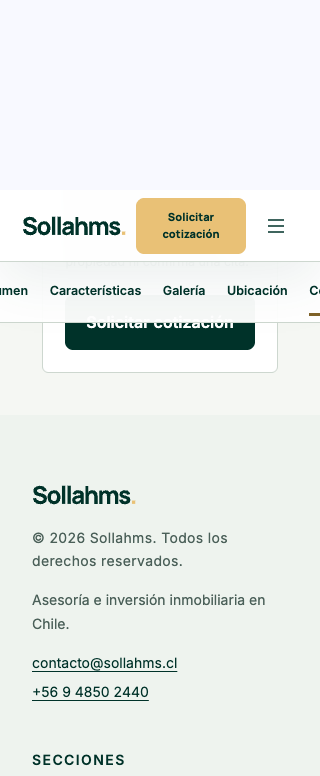 Sollahms.
Solicitar
cotización
Características
Galería
Ubicación
Solicitar cotización
Sollahms.
© 2026 Sollahms. Todos los
derechos reservados.
Asesoría e inversión inmobiliaria en
Chile.
contacto@sollahms.cl
+56 9 4850 2440
SECCIONES